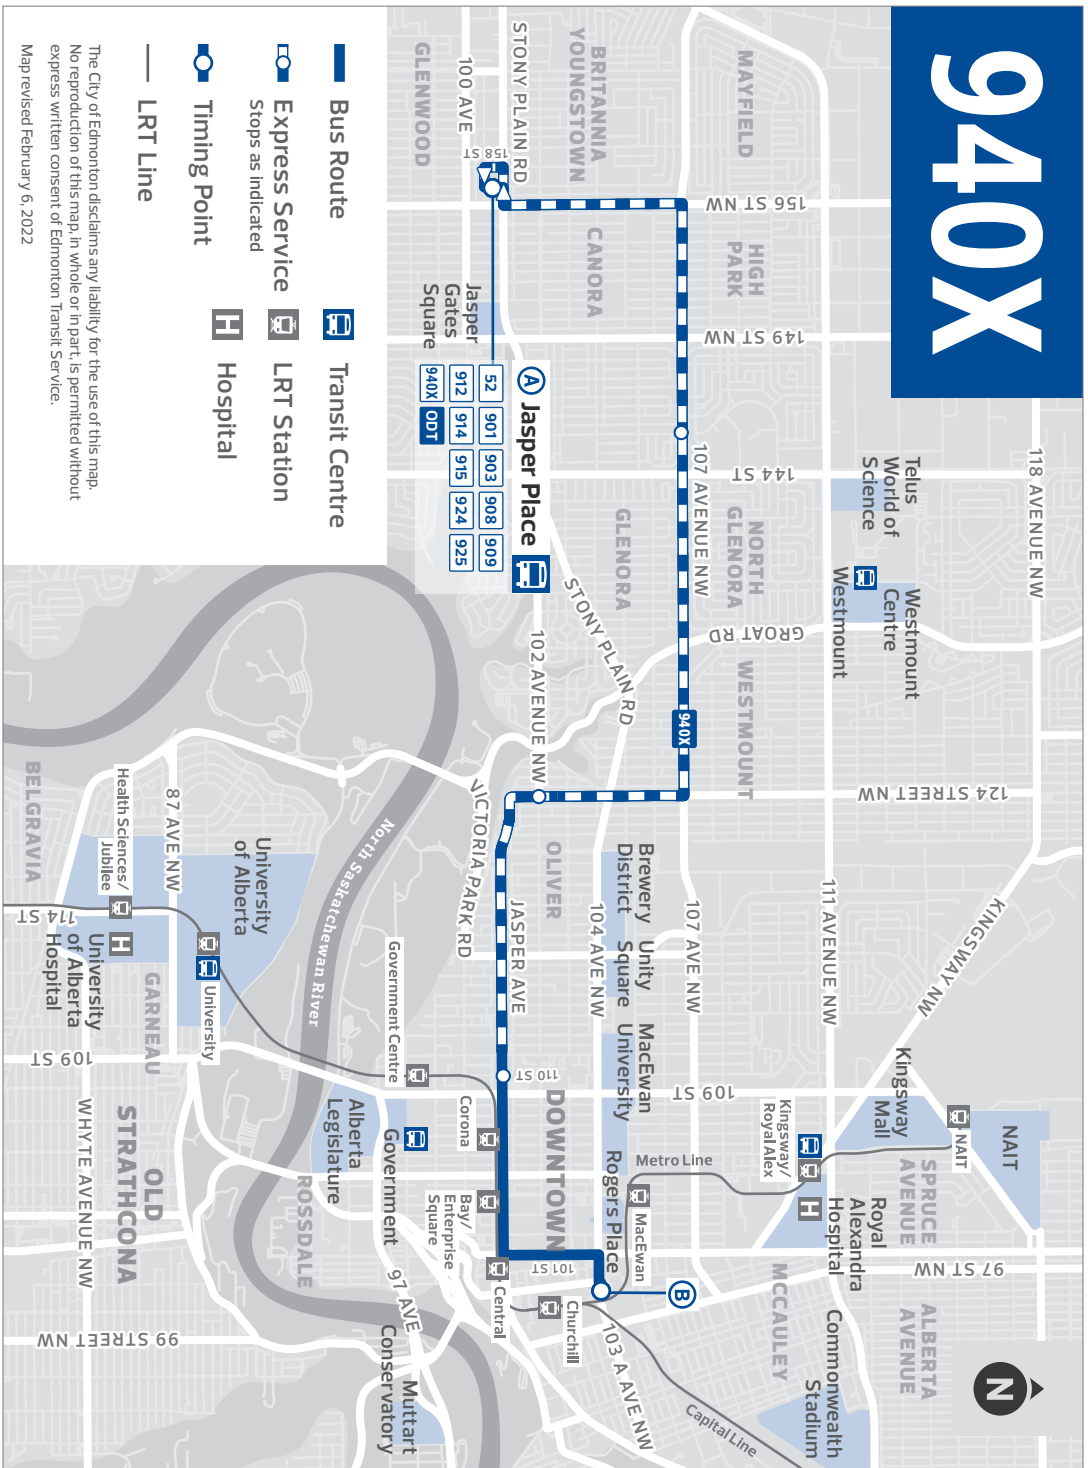 940X
MAYFIELD
BRITANNIA
YOUNGSTOWN
STONY PLAIN RD
100 AVE
GLENWOOD
158 ST
156 ST NW
HIGH
PARK
CANORA
149 ST NW
Jasper
Gates
Square
A Jasper Place
52 901 903 908 909
912 914 915 924 925
940X ODT
107 AVENUE NW
144 ST
Telus
World of
Science
118 AVENUE NW
NORTH
GLENORA
GLENORA
Westmount
Centre
Westmount
GROAT RD
STONY PLAIN RD
102 AVENUE NW
WESTMOUNT
940X
124 STREET NW
VICTORIA PARK RD
OLIVER
JASPER AVE
Brewery
District
Unity
Square
MacEwan
University
104 AVE NW
107 AVE NW
111 AVENUE NW
KINGSWAY NW
Kingsway
Mall
NAIT
NAIT
109 ST
110 ST
DOWNTOWN
Kingsway/
Royal Alex
Metro Line
MacEwan
Rogers Place
Royal
Alexandra
Hospital
SPRUCE
AVENUE
97 ST NW
ALBERTA
AVENUE
MCCAULEY
Commonwealth
Stadium
101 ST
B
Churchill
Central
103 A AVE NW
Capital Line
Bay/
Enterprise
Square
Corona
Government Centre
Government
Alberta
Legislature
ROSSDALE
97 AVE
Muttart
Conservatory
North Saskatchewan River
University
of Alberta
University
87 AVE NW
Health Sciences/
Jubilee
BELGRAVIA
114 ST
University
of Alberta
Hospital
GARNEAU
109 ST
WHYTE AVENUE NW
OLD
STRATHCONA
99 STREET NW
N
Bus Route
Express Service
Stops as indicated
Timing Point
LRT Line
Transit Centre
LRT Station
Hospital
The City of Edmonton disclaims any liability for the use of this map.
No reproduction of this map, in whole or in part, is permitted without
express written consent of Edmonton Transit Service.
Map revised February 6, 2022